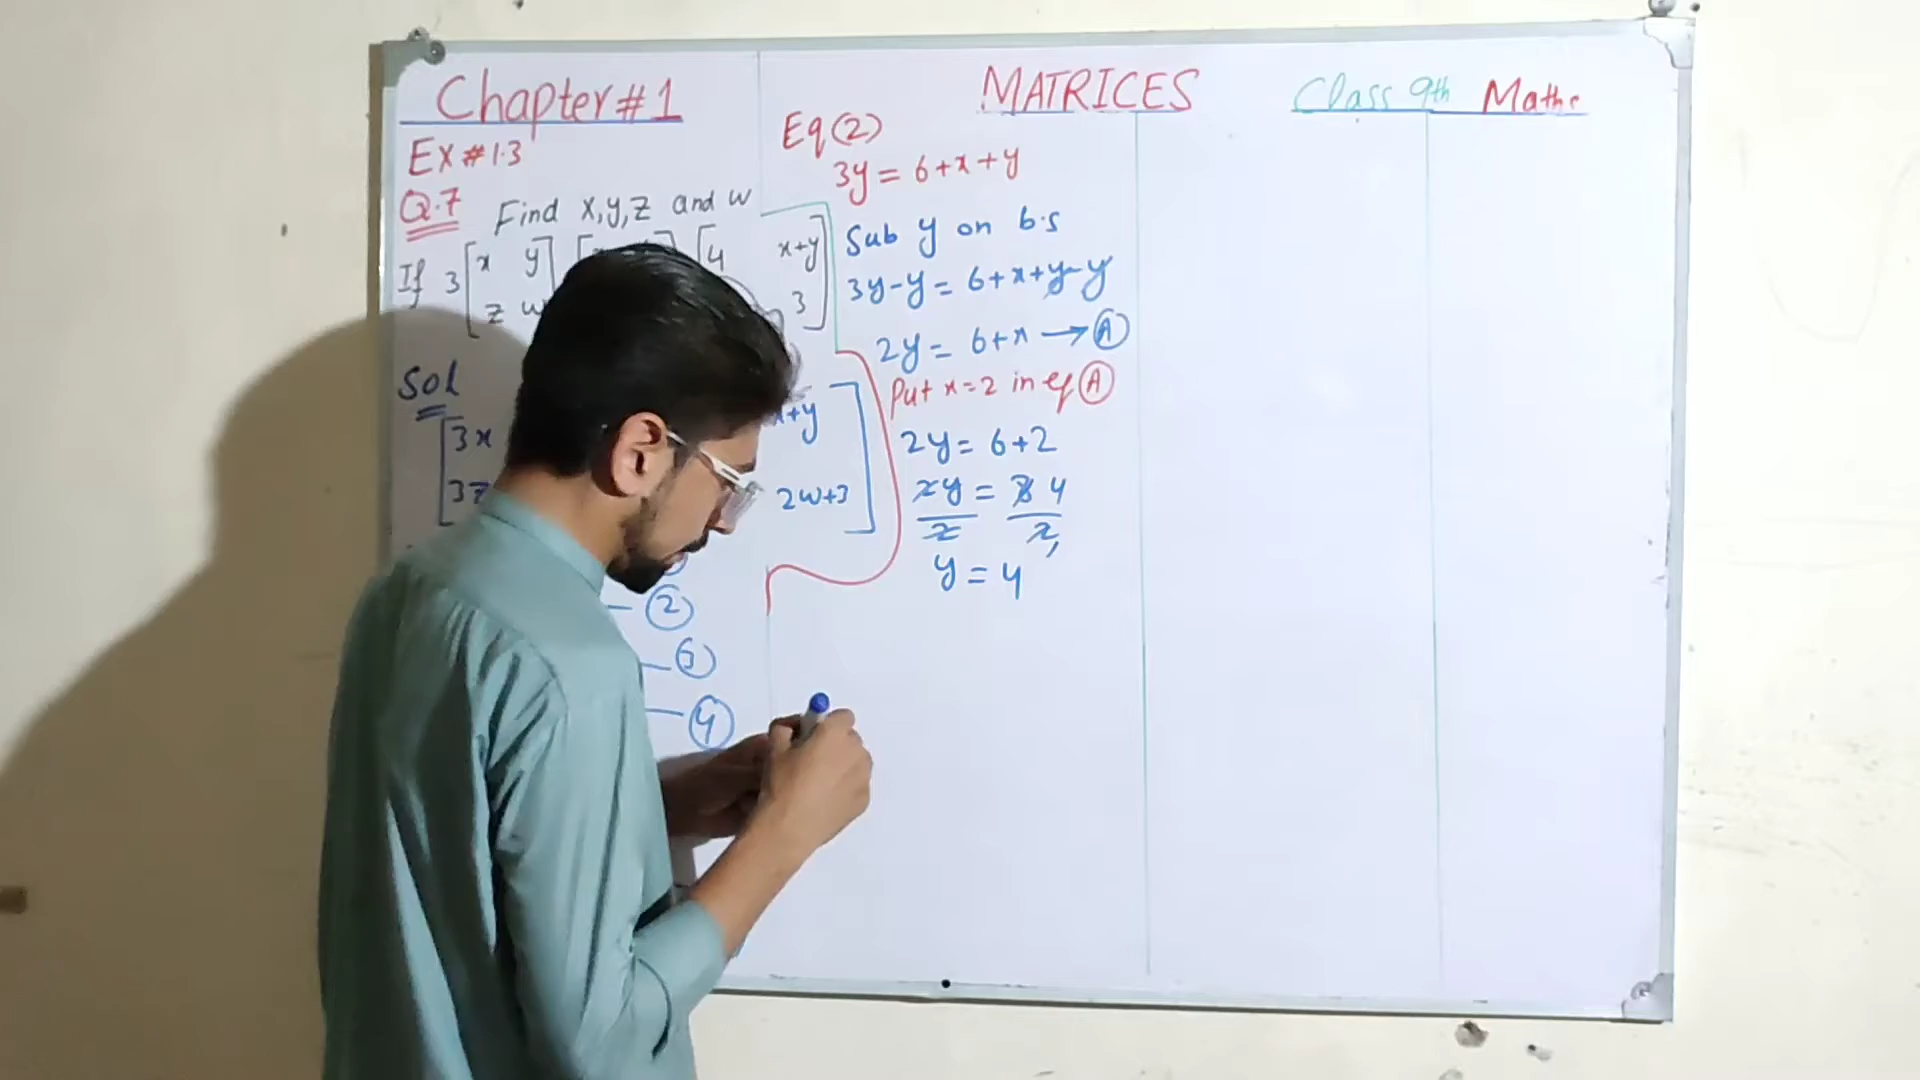 Chapter # 1
MATRICES
Class 9th Maths
Ex # 1.3
Q.7 Find x,y,z and w
If 3 [x y] [4 x+y]
z w 3]
Sol
[3x x+y]
[3z 2w+3]
2
3
4
Eq (2)
3y = 6+x+y
Sub y on b.s
3y-y = 6+x+y-y
2y = 6+x → A
Put x=2 in eq A
2y = 6+2
2y = 8 4
2 2,
y = 4